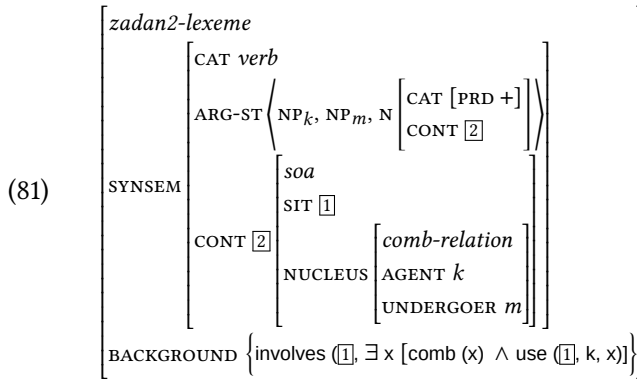 zadan2-lexeme
CAT verb
ARG-ST ⟨ NPk, NPm, N [CAT [PRD +]
CONT 2] ⟩
(81)
SYNSEM
soa
SIT 1
CONT 2
comb-relation
NUCLEUS AGENT k
UNDERGOER m
BACKGROUND {involves (1, ∃ x [comb (x) ∧ use (1, k, x)]}